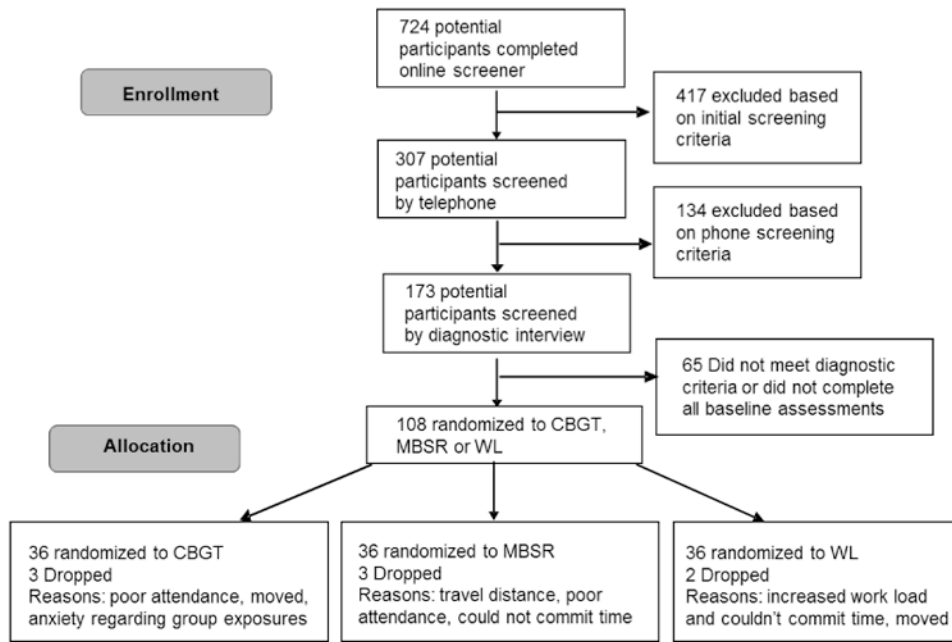 724 potential
participants completed
online screener
Enrollment
417 excluded based
on initial screening
criteria
307 potential
participants screened
by telephone
134 excluded based
on phone screening
criteria
173 potential
participants screened
by diagnostic interview
65 Did not meet diagnostic
criteria or did not complete
all baseline assessments
Allocation
108 randomized to CBGT,
MBSR or WL
36 randomized to CBGT
3 Dropped
Reasons: poor attendance, moved,
anxiety regarding group exposures
36 randomized to MBSR
3 Dropped
Reasons: travel distance, poor
attendance, could not commit time
36 randomized to WL
2 Dropped
Reasons: increased work load
and couldn't commit time, moved